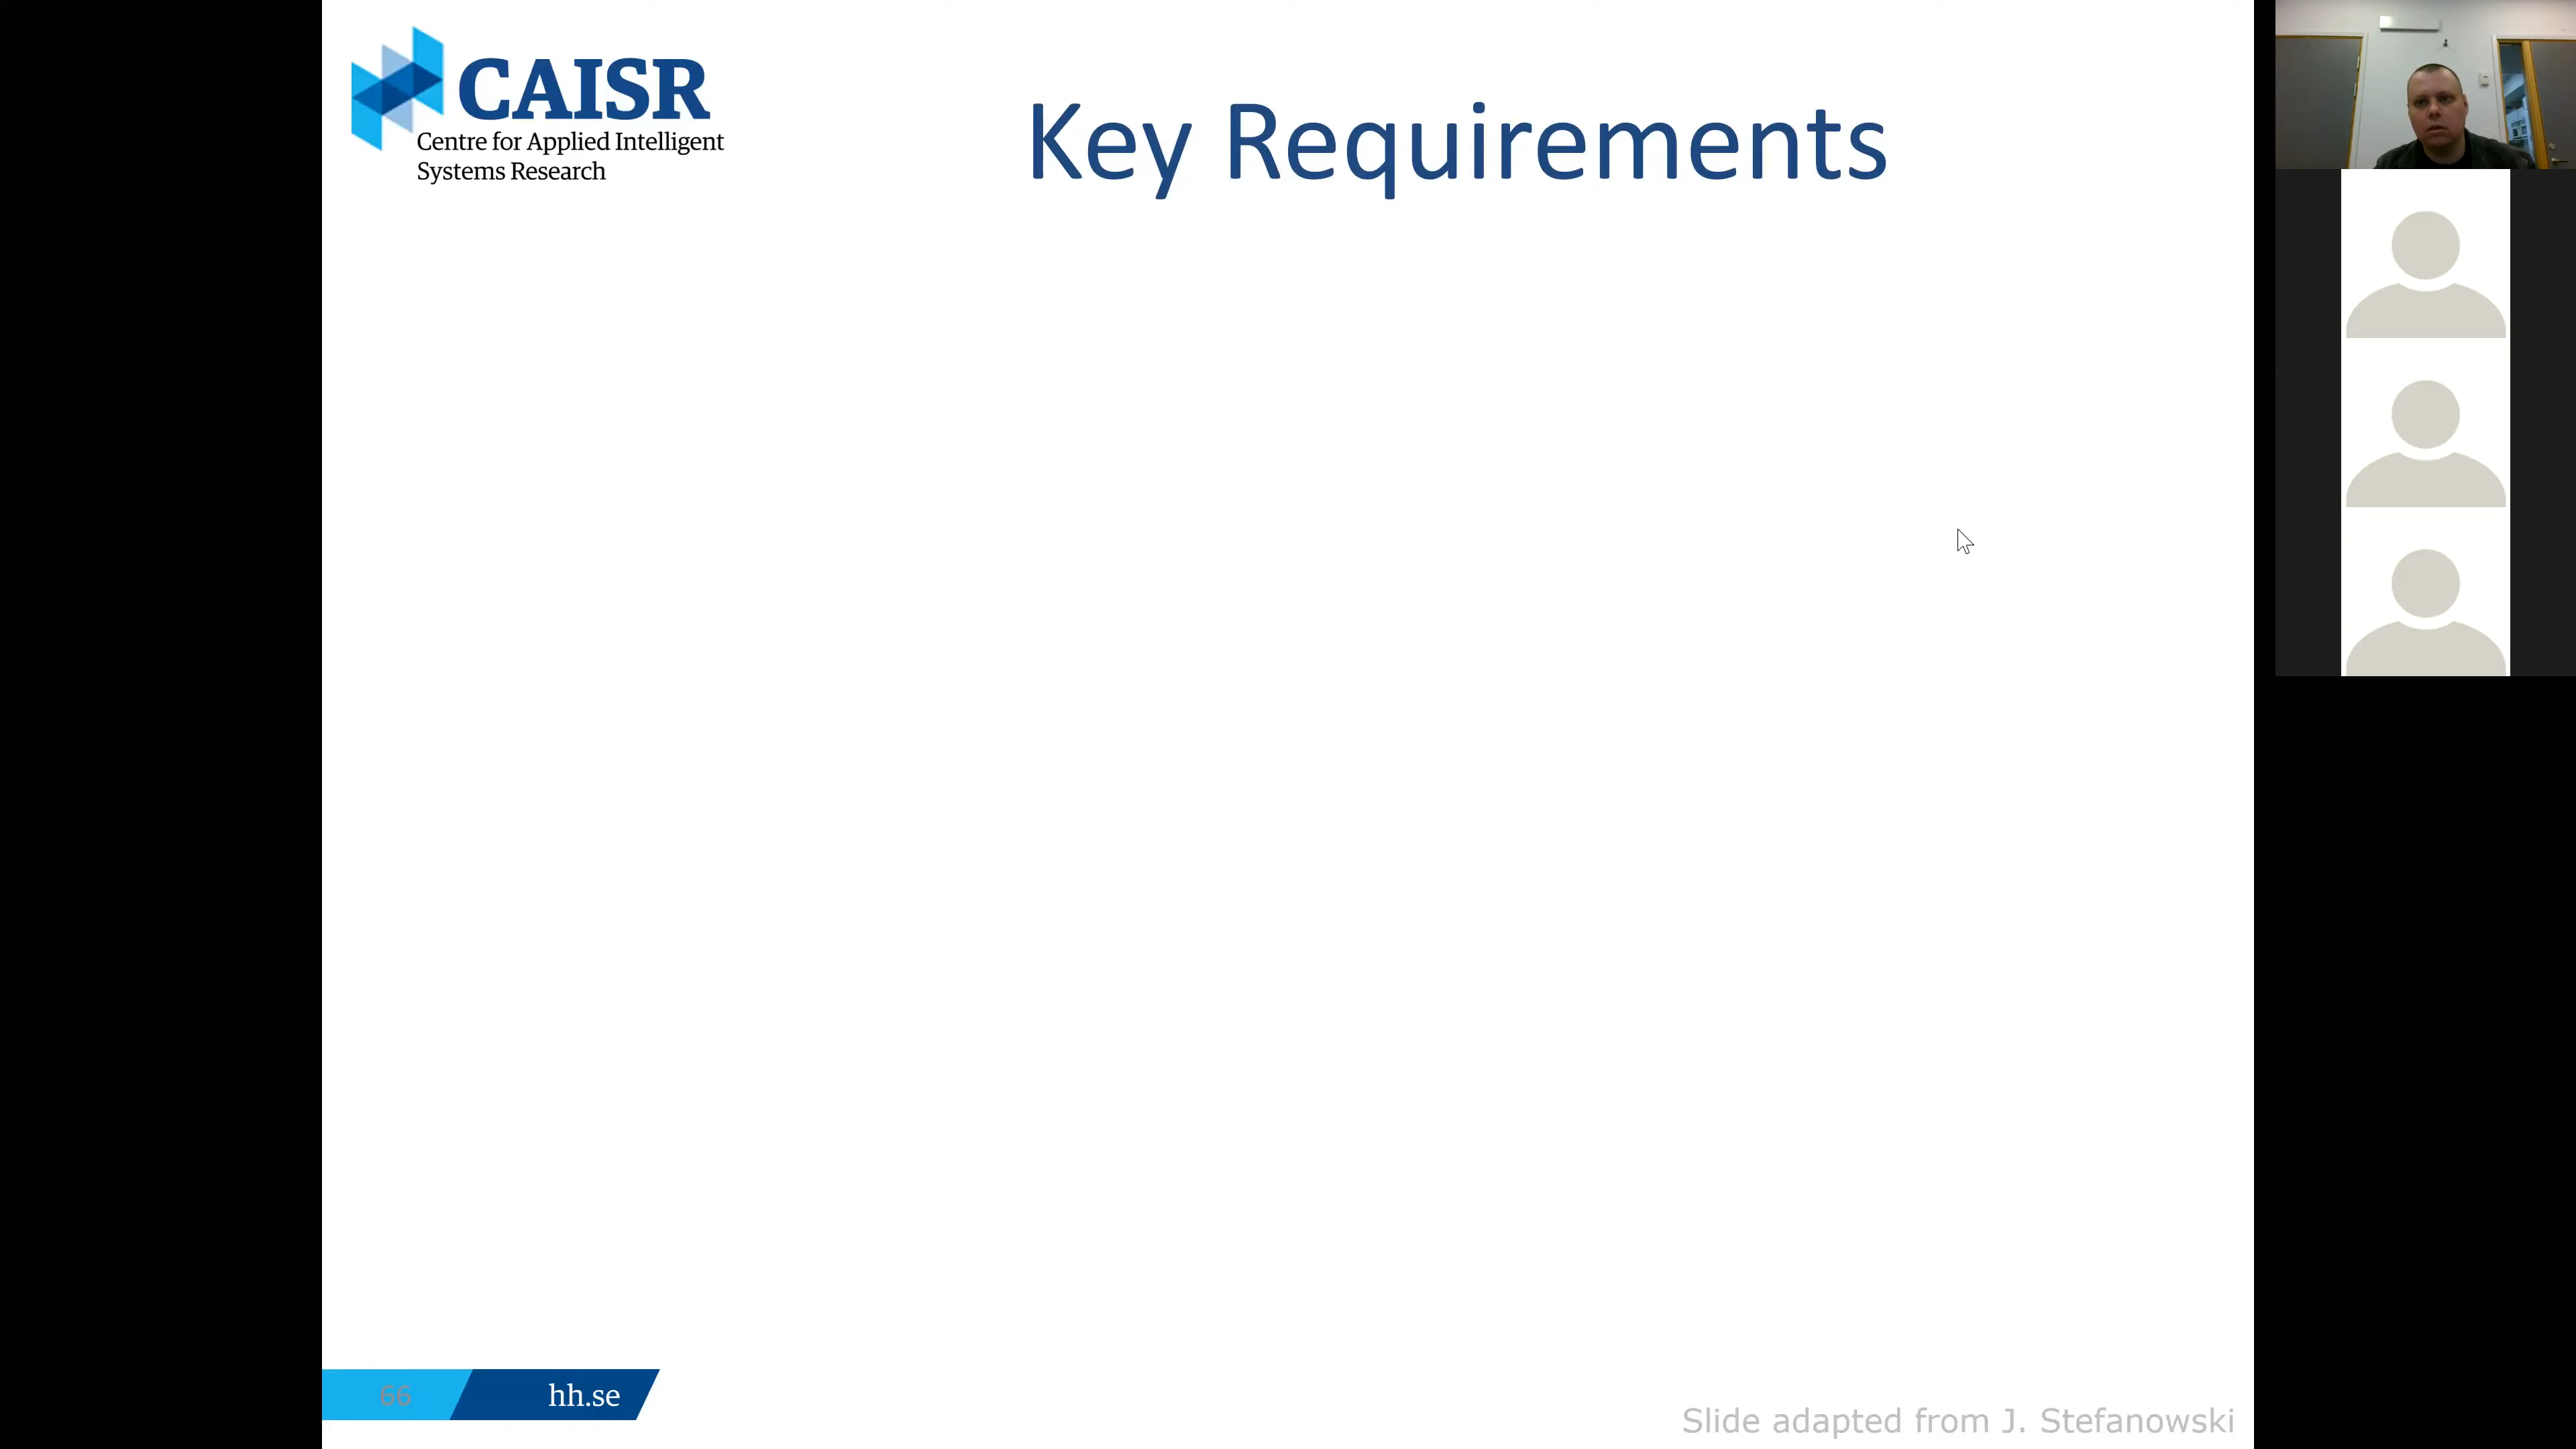 CAISR
Centre for Applied Intelligent
Systems Research
Key Requirements
66
hh.se
Slide adapted from J. Stefanowski